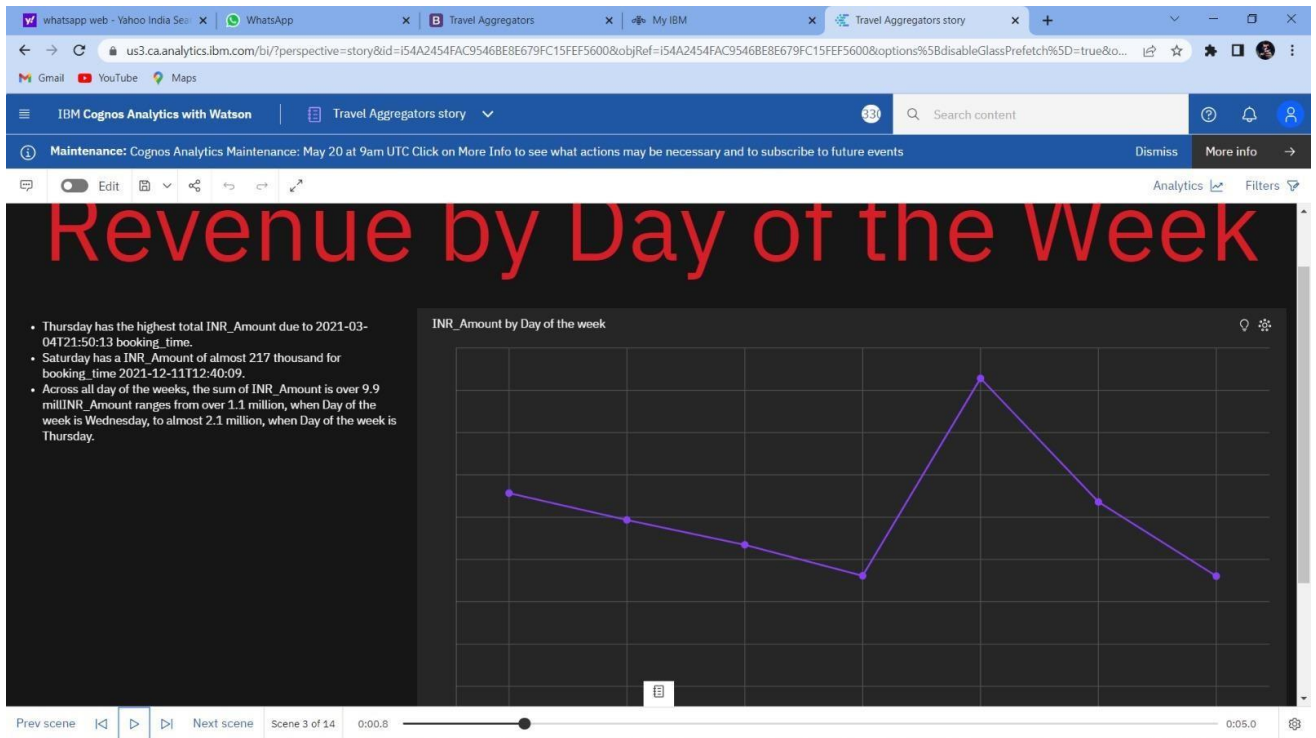 whatsapp web - Yahoo India Sea
WhatsApp
Travel Aggregators
My IBM
Travel Aggregators story
us3.ca.analytics.ibm.com/bi/?perspective=story&id=i54A2454FAC9546BE8E679FC15FEF5600&objRef=i54A2454FAC9546BE8E679FC15FEF5600&options%5BdisableGlassPrefetch%5D=true&o...
Gmail YouTube Maps
IBM Cognos Analytics with Watson
Travel Aggregators story
330
Search content
Maintenance: Cognos Analytics Maintenance: May 20 at 9am UTC Click on More Info to see what actions may be necessary and to subscribe to future events
Dismiss
More info
Edit
Analytics
Filters
Revenue by Day of the Week
• Thursday has the highest total INR_Amount due to 2021-03-
04T21:50:13 booking_time.
• Saturday has a INR_Amount of almost 217 thousand for
booking_time 2021-12-11T12:40:09.
• Across all day of the weeks, the sum of INR_Amount is over 9.9
millINR_Amount ranges from over 1.1 million, when Day of the
week is Wednesday, to almost 2.1 million, when Day of the week is
Thursday.
INR_Amount by Day of the week
Prev scene
Next scene
Scene 3 of 14
0:00.8
0:05.0